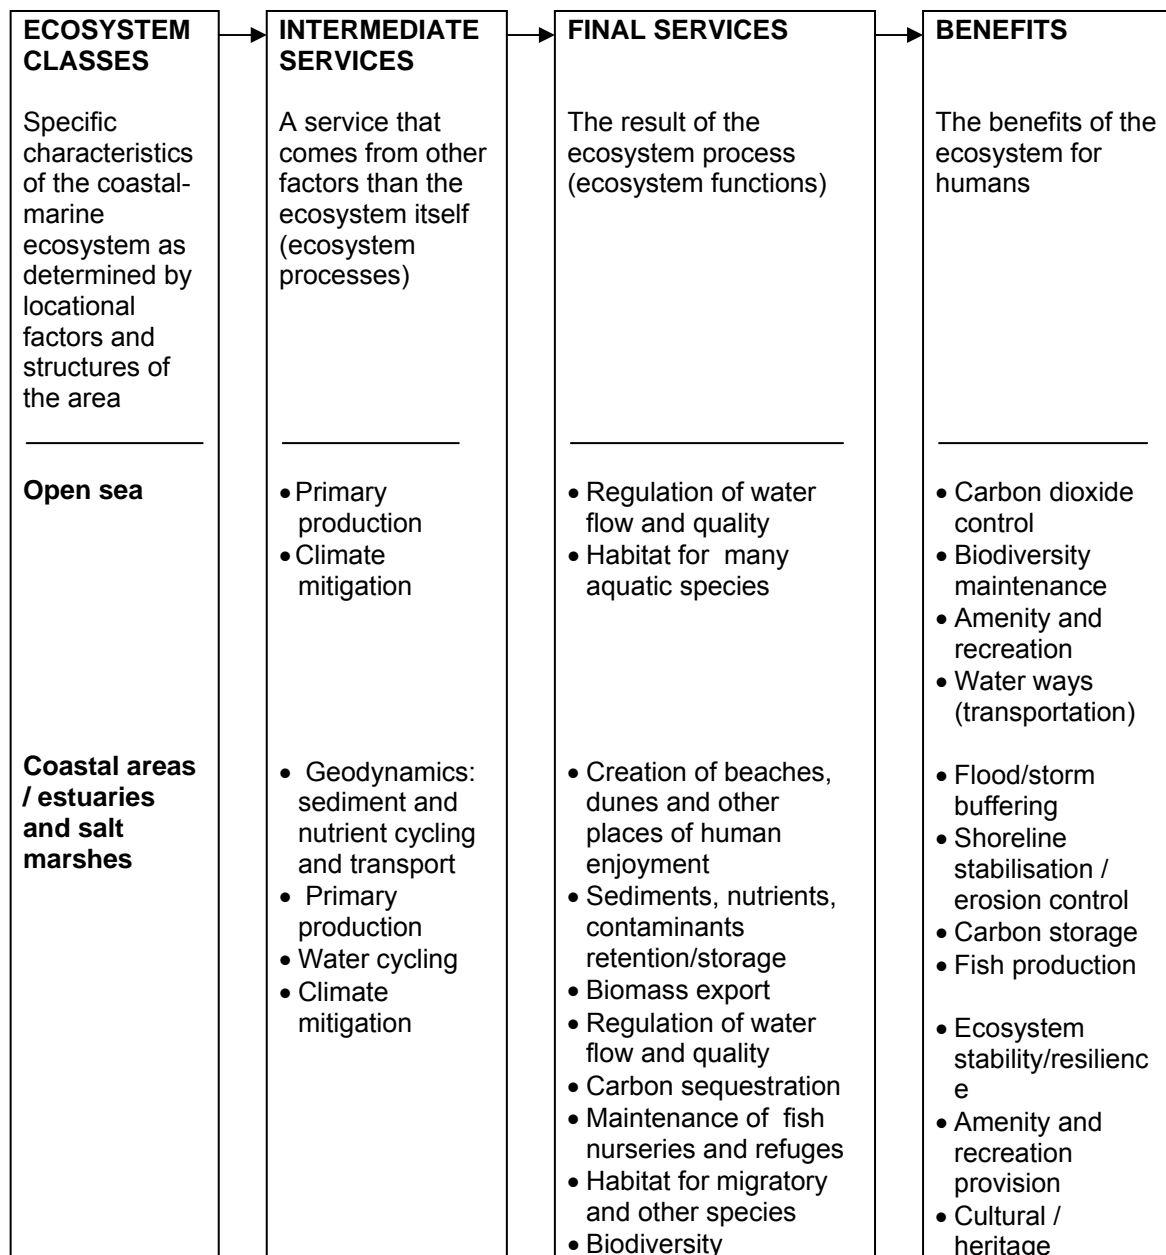 ECOSYSTEM
CLASSES
Specific
characteristics
of the coastal-
marine
ecosystem as
determined by
locational
factors and
structures of
the area
INTERMEDIATE
SERVICES
A service that
comes from other
factors than the
ecosystem itself
(ecosystem
processes)
FINAL SERVICES
The result of the
ecosystem process
(ecosystem functions)
BENEFITS
The benefits of the
ecosystem for
humans
Open sea
• Primary
production
• Climate
mitigation
• Regulation of water
flow and quality
• Habitat for many
aquatic species
• Carbon dioxide
control
• Biodiversity
maintenance
• Amenity and
recreation
• Water ways
(transportation)
Coastal areas
/ estuaries
and salt
marshes
• Geodynamics:
sediment and
nutrient cycling
and transport
• Primary
production
• Water cycling
• Climate
mitigation
• Creation of beaches,
dunes and other
places of human
enjoyment
• Sediments, nutrients,
contaminants
retention/storage
• Biomass export
• Regulation of water
flow and quality
• Carbon sequestration
• Maintenance of fish
nurseries and refuges
• Habitat for migratory
and other species
• Biodiversity
• Flood/storm
buffering
• Shoreline
stabilisation /
erosion control
• Carbon storage
• Fish production
• Ecosystem
stability/resilienc
e
• Amenity and
recreation
provision
• Cultural /
heritage